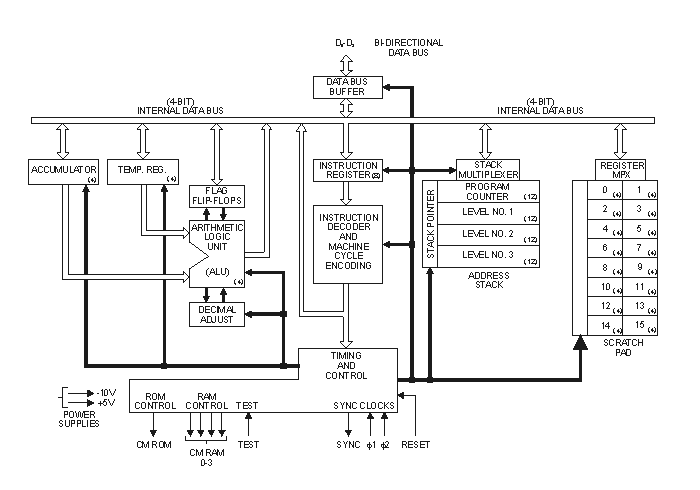 D₀-D₃ BI-DIRECTIONAL
DATA BUS
DATA BUS
BUFFER
(4-BIT)
INTERNAL DATA BUS
(4-BIT)
INTERNAL DATA BUS
ACCUMULATOR
(4)
TEMP. REG.
(4)
FLAG
FLIP-FLOPS
INSTRUCTION
REGISTER (8)
STACK
MULTIPLEXER
REGISTER
MPX
ARITHMETIC
LOGIC
UNIT
(ALU)
(4)
DECIMAL
ADJUST
INSTRUCTION
DECODER
AND
MACHINE
CYCLE
ENCODING
STACK POINTER
PROGRAM
COUNTER (12)
LEVEL NO. 1
(12)
LEVEL NO. 2
(12)
LEVEL NO. 3
(12)
ADDRESS
STACK
0 (4) 1 (4)
2 (4) 3 (4)
4 (4) 5 (4)
6 (4) 7 (4)
8 (4) 9 (4)
10 (4) 11 (4)
12 (4) 13 (4)
14 (4) 15 (4)
SCRATCH
PAD
TIMING
AND
CONTROL
ROM
CONTROL
RAM
CONTROL
TEST
SYNC CLOCKS
-10V
+5V
POWER
SUPPLIES
CM ROM
CM RAM
0-3
TEST
SYNC
ϕ1
ϕ2
RESET